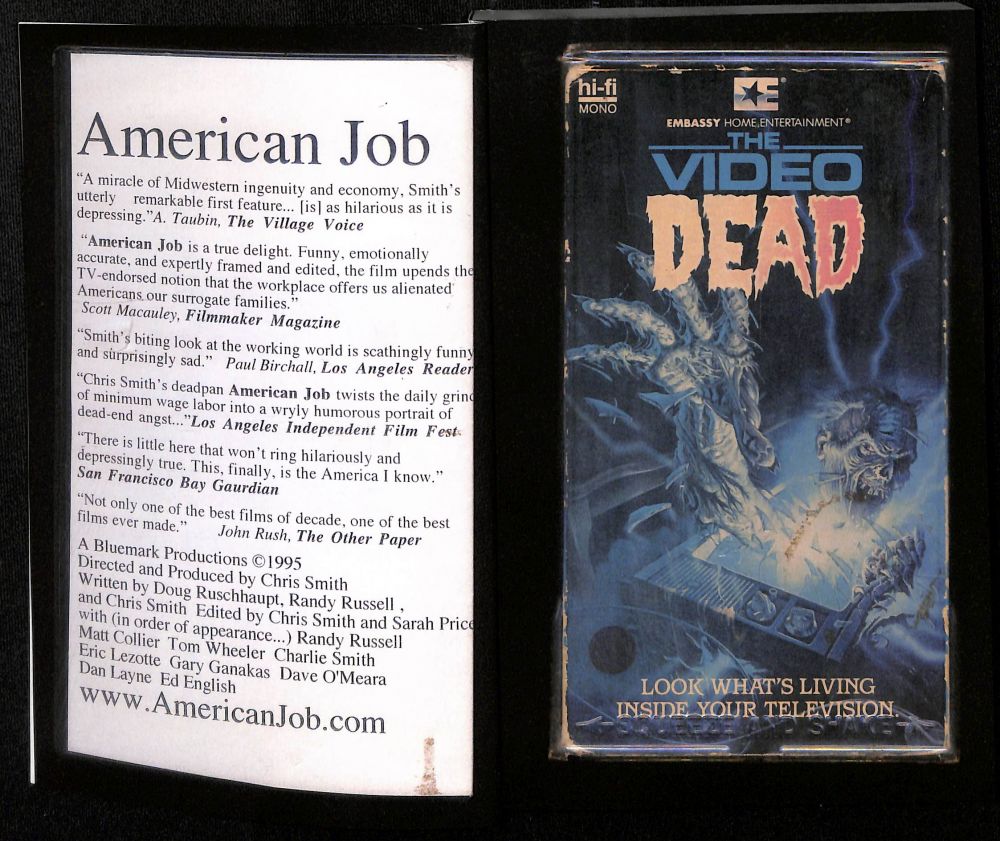 American Job
“A miracle of Midwestern ingenuity and economy, Smith's
utterly remarkable first feature... [is] as hilarious as it is
depressing.”A. Taubin, The Village Voice
“American Job is a true delight. Funny, emotionally
accurate, and expertly framed and edited, the film upends the
TV-endorsed notion that the workplace offers us alienated
Americans our surrogate families.”
Scott Macauley, Filmmaker Magazine
“Smith's biting look at the working world is scathingly funny
and surprisingly sad.” Paul Birchall, Los Angeles Reader
“Chris Smith's deadpan American Job twists the daily grind
of minimum wage labor into a wryly humorous portrait of
dead-end angst...”Los Angeles Independent Film Fest.
“There is little here that won't ring hilariously and
depressingly true. This, finally, is the America I know.”
San Francisco Bay Gaurdian
“Not only one of the best films of decade, one of the best
films ever made.” John Rush, The Other Paper
A Bluemark Productions ©1995
Directed and Produced by Chris Smith
Written by Doug Ruschhaupt, Randy Russell ,
and Chris Smith Edited by Chris Smith and Sarah Price
with (in order of appearance...) Randy Russell
Matt Collier Tom Wheeler Charlie Smith
Eric Lezotte Gary Ganakas Dave O'Meara
Dan Layne Ed English
www.AmericanJob.com
hi-fi
MONO
EMBASSY HOME ENTERTAINMENT®
THE
VIDEO
DEAD
LOOK WHAT'S LIVING
INSIDE YOUR TELEVISION.
SQUEEZE AND SHAKE